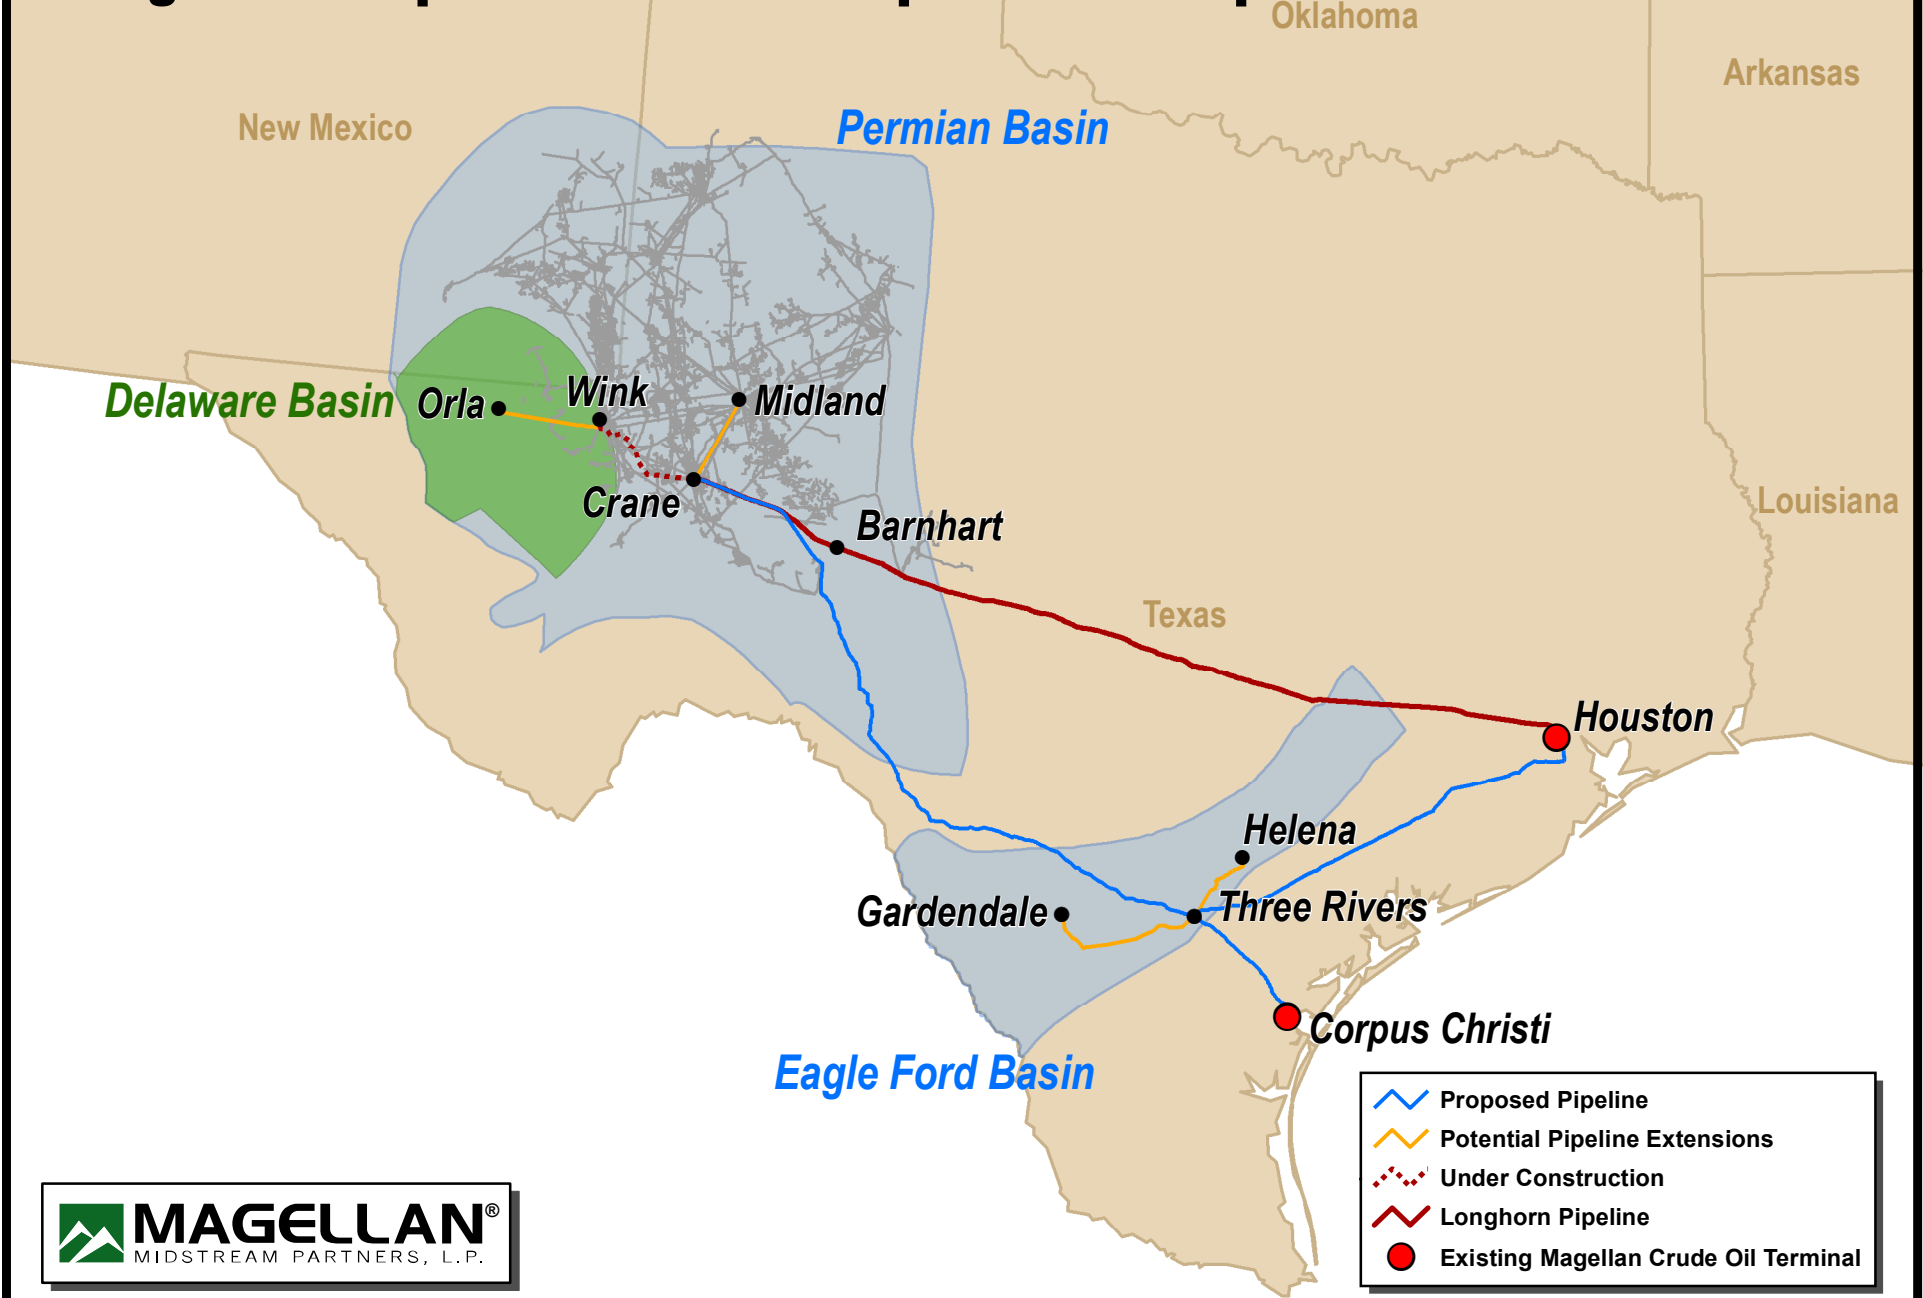 Oklahoma
Arkansas
New Mexico
Permian Basin
Delaware Basin
Orla
Wink
Midland
Crane
Barnhart
Louisiana
Texas
Houston
Helena
Gardendale
Three Rivers
Corpus Christi
Eagle Ford Basin
Proposed Pipeline
Potential Pipeline Extensions
Under Construction
Longhorn Pipeline
Existing Magellan Crude Oil Terminal
MAGELLAN®
MIDSTREAM PARTNERS, L.P.